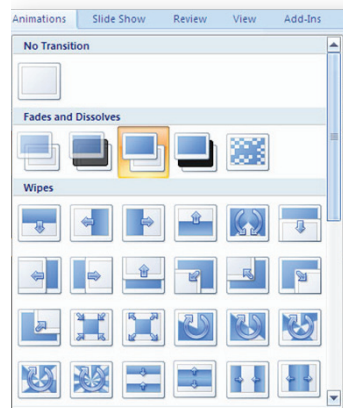 Animations Slide Show Review View Add-Ins
No Transition
Fades and Dissolves
Wipes